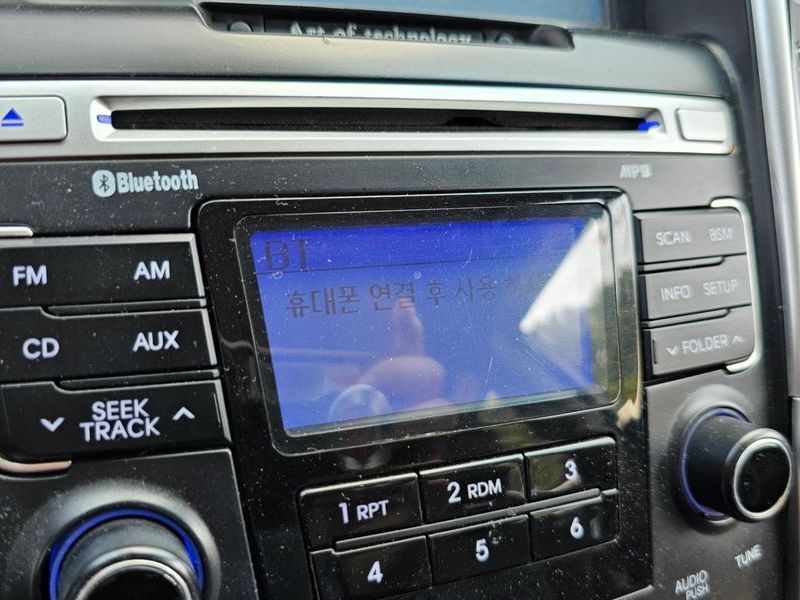 Art of technology
Bluetooth
MP3
BT
휴대폰 연결 후 사용
FM
AM
CD
AUX
SEEK
TRACK
SCAN
BSM
INFO
SETUP
FOLDER
1 RPT
2 RDM
3
4
5
6
AUDIO
PUSH
TUNE